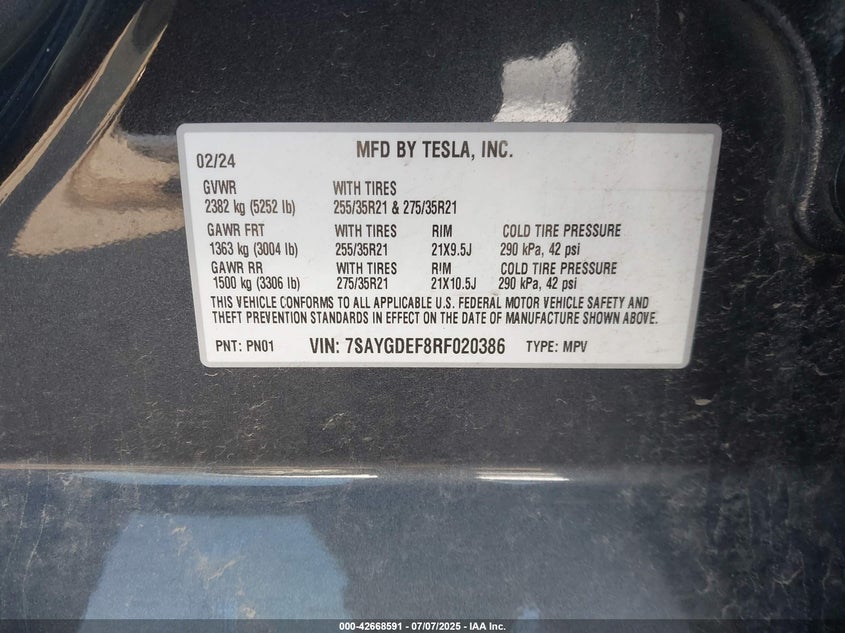 02/24 MFD BY TESLA, INC.
GVWR WITH TIRES
2382 kg (5252 lb) 255/35R21 & 275/35R21
GAWR FRT WITH TIRES RIM COLD TIRE PRESSURE
1363 kg (3004 lb) 255/35R21 21X9.5J 290 kPa, 42 psi
GAWR RR WITH TIRES RIM COLD TIRE PRESSURE
1500 kg (3306 lb) 275/35R21 21X10.5J 290 kPa, 42 psi
THIS VEHICLE CONFORMS TO ALL APPLICABLE U.S. FEDERAL MOTOR VEHICLE SAFETY AND
THEFT PREVENTION STANDARDS IN EFFECT ON THE DATE OF MANUFACTURE SHOWN ABOVE.
PNT: PN01 VIN: 7SAYGDEF8RF020386 TYPE: MPV
000-42668591 - 07/07/2025 - IAA Inc.